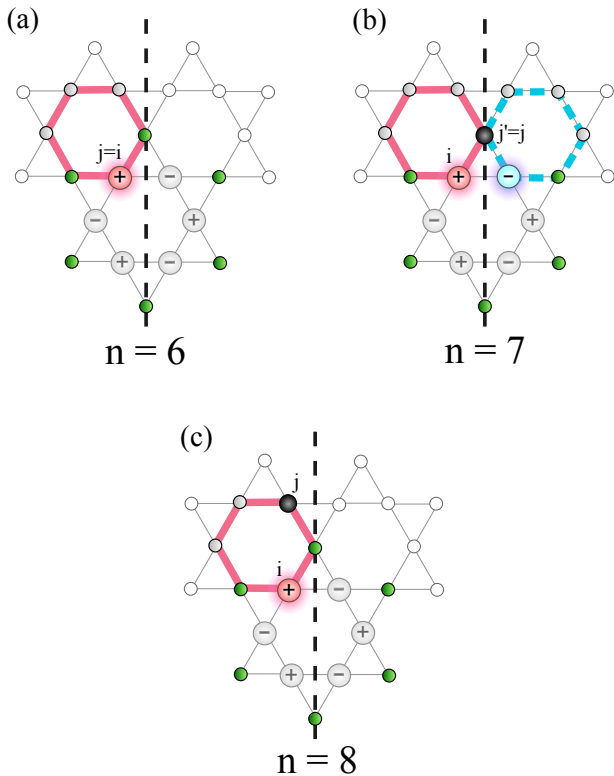 (a)
j=i
+
−
−
+
+
−
n = 6
(b)
j'=j
i
+
-
−
+
+
−
n = 7
(c)
j
i
+
−
−
+
+
−
n = 8